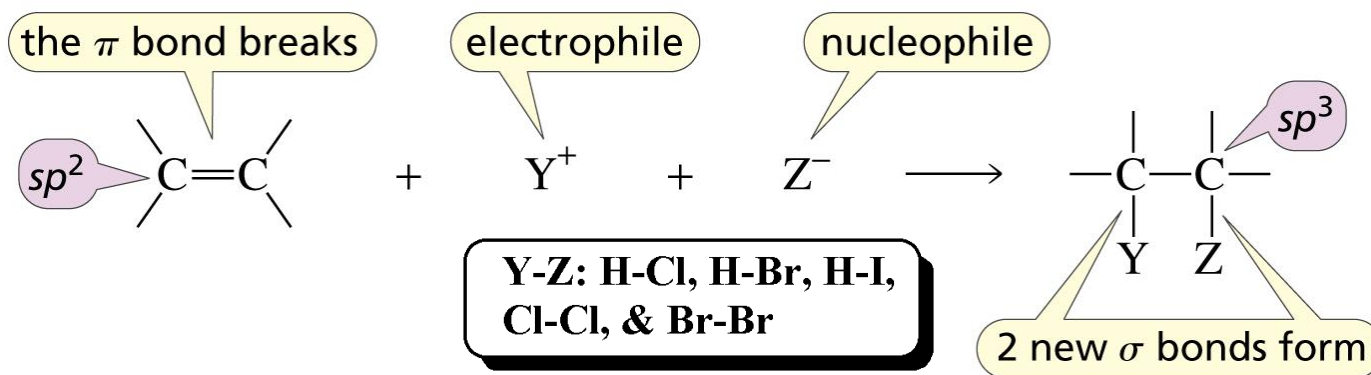 the π bond breaks
electrophile
nucleophile
sp²
C=C + Y⁺ + Z⁻ ⟶ C—C
sp³
Y Z
Y-Z: H-Cl, H-Br, H-I,
Cl-Cl, & Br-Br
2 new σ bonds form